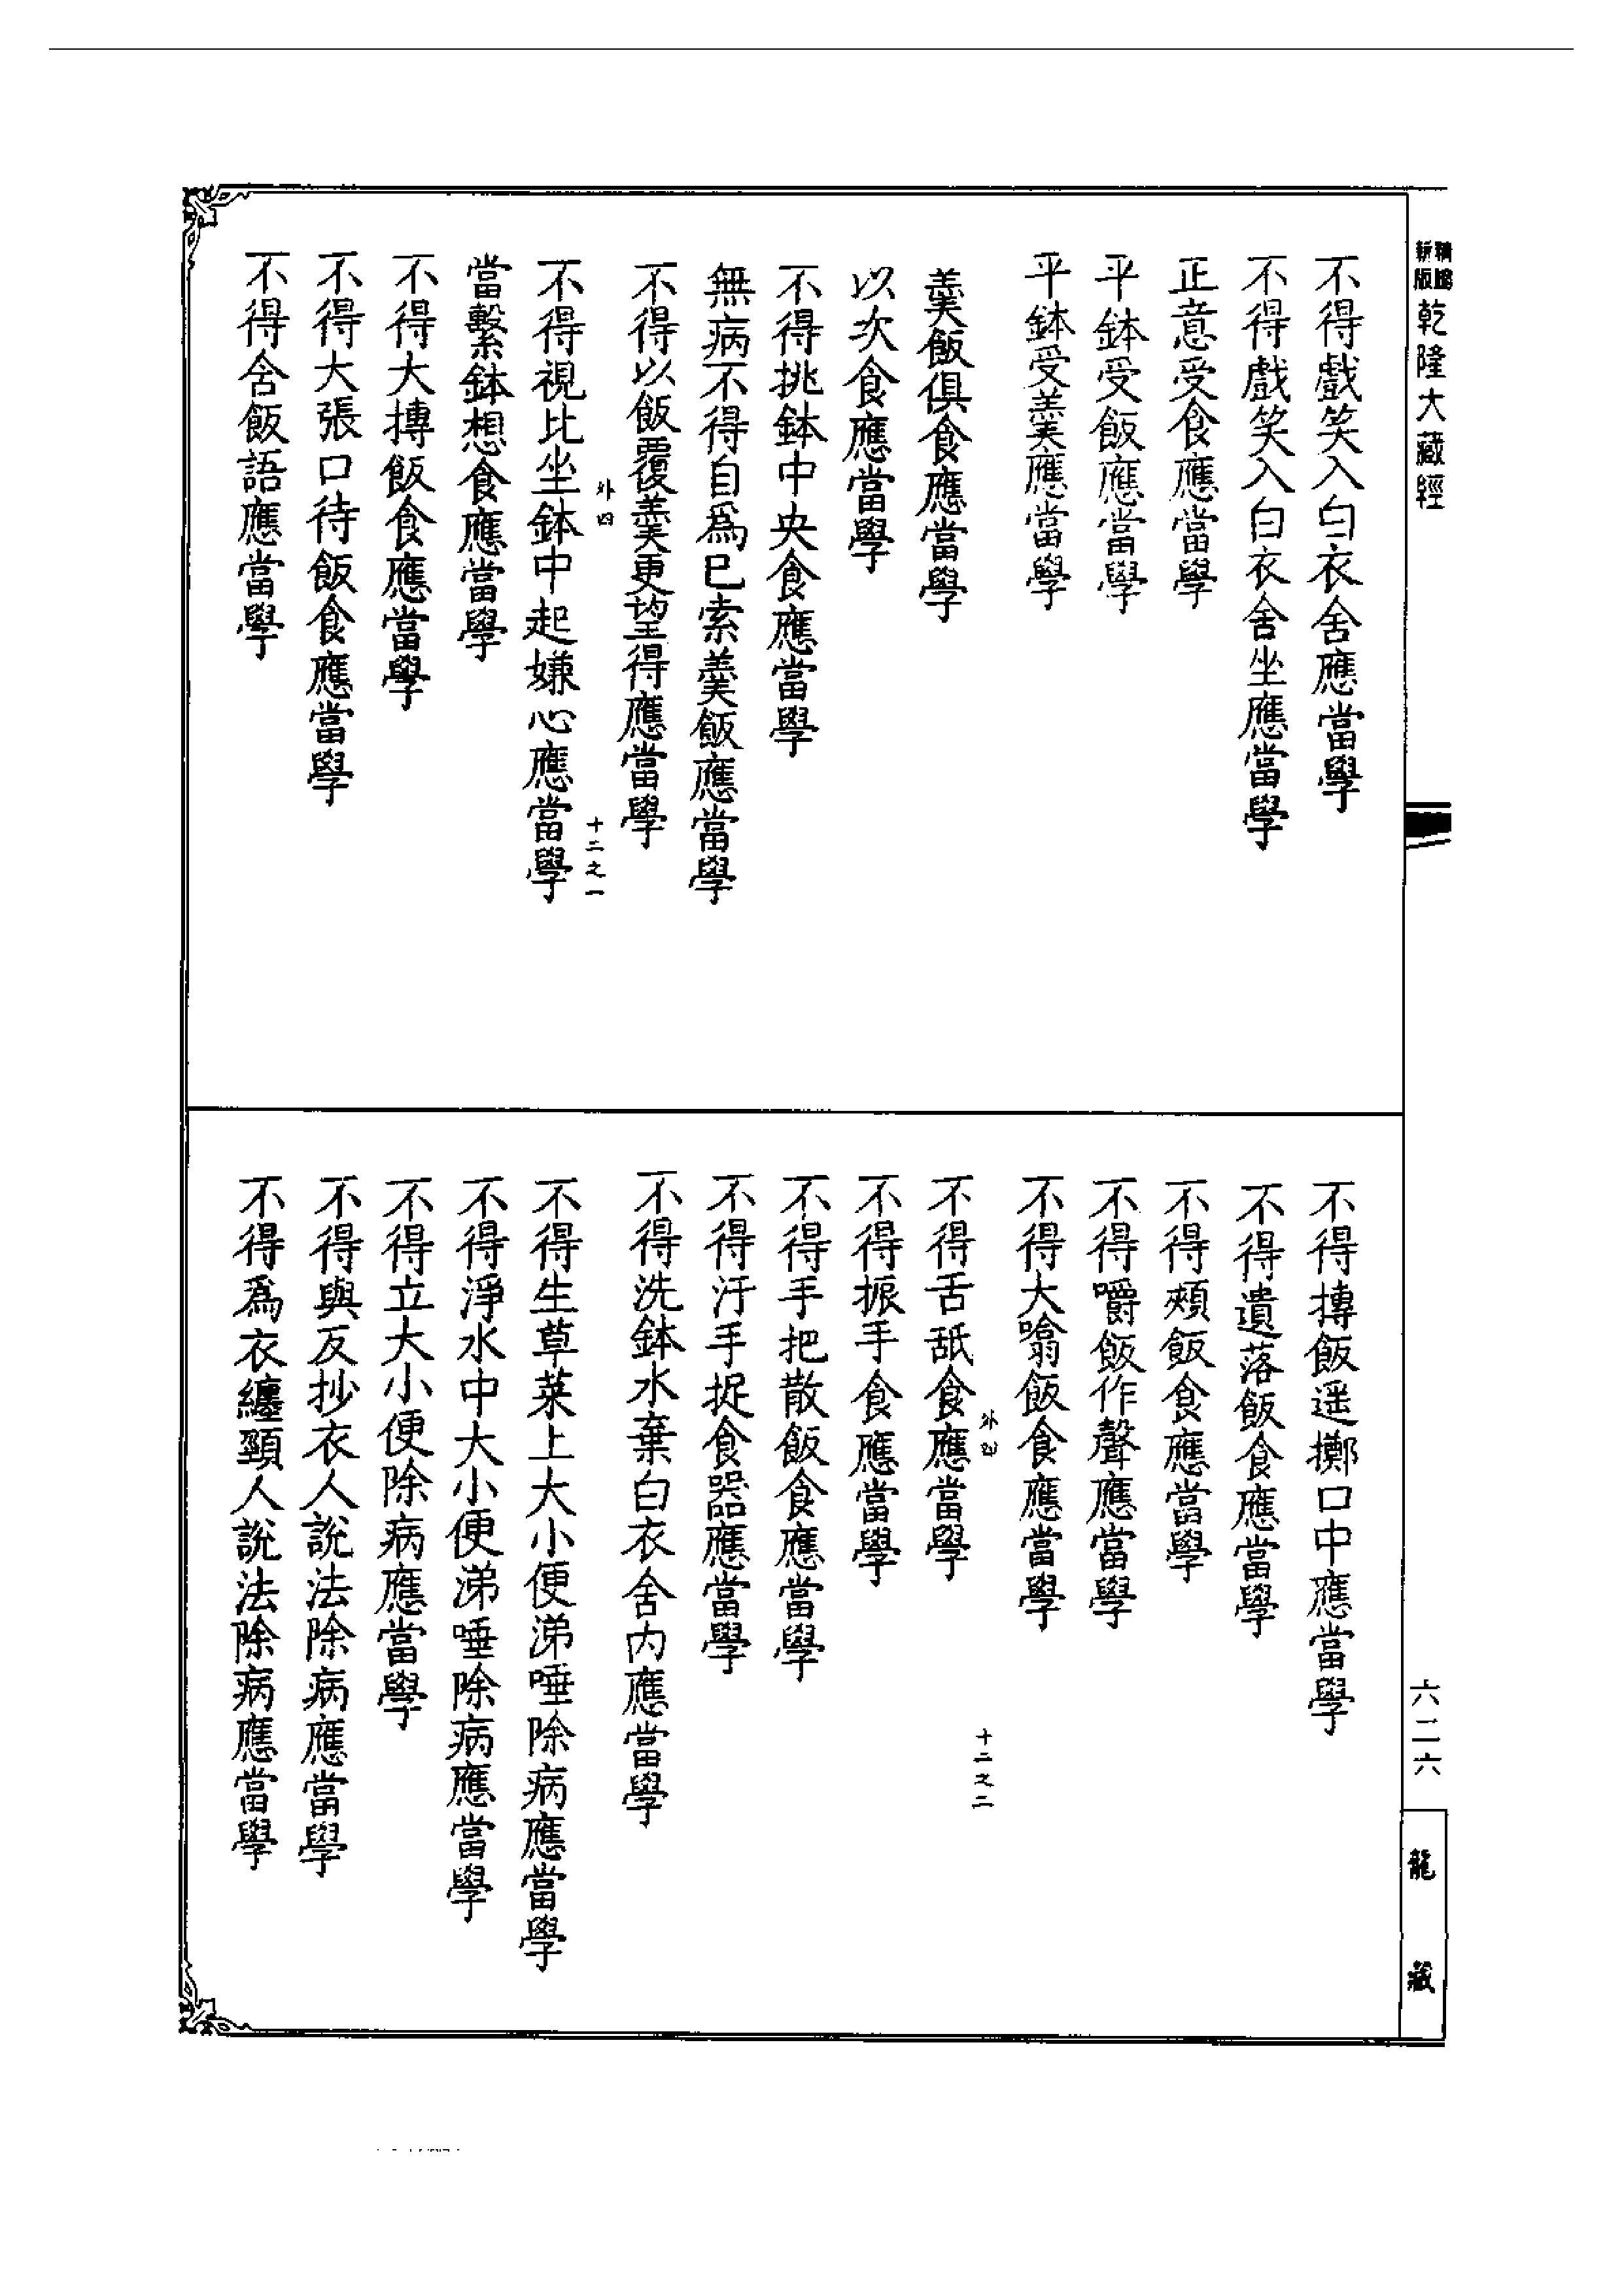 新版
精縮
乾隆大藏經
不得戲笑入白衣舍應當學
不得戲笑入白衣舍坐應當學
正意受食應當學
平鉢受飯應當學
平鉢受羹應當學
羹飯俱食應當學
以次食應當學
不得挑鉢中央食應當學
無病不得自爲已索羹飯應當學
不得以飯覆羹更望得應當學
外四
十二之一
不得視比坐鉢中起嫌心應當學
當繫鉢想食應當學
不得大摶飯食應當學
不得大張口待飯食應當學
不得含飯語應當學
不得摶飯遥擲口中應當學
不得遺落飯食應當學
不得頰飯食應當學
不得嚼飯作聲應當學
不得大噏飯食應當學
外四
十二之二
不得舌舐食應當學
不得振手食應當學
不得手把散飯食應當學
不得汙手捉食器應當學
不得洗鉢水棄白衣舍内應當學
不得生草菜上大小便涕唾除病應當學
不得淨水中大小便涕唾除病應當學
不得立大小便除病應當學
不得與反抄衣人說法除病應當學
不得爲衣纏頸人說法除病應當學
六二六
龍藏